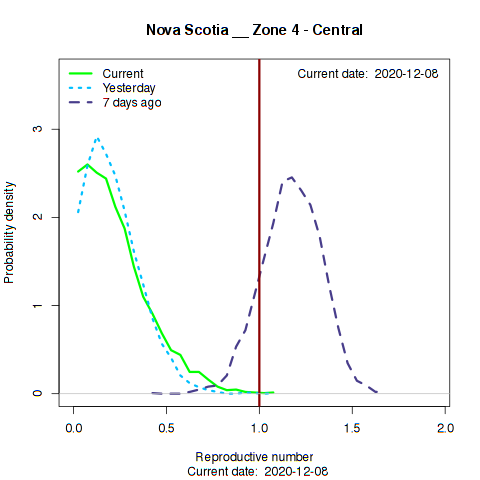 Nova Scotia __ Zone 4 - Central
Current
Yesterday
7 days ago
Current date: 2020-12-08
Probability density
3
2
1
0
0.0 0.5 1.0 1.5 2.0
Reproductive number
Current date: 2020-12-08